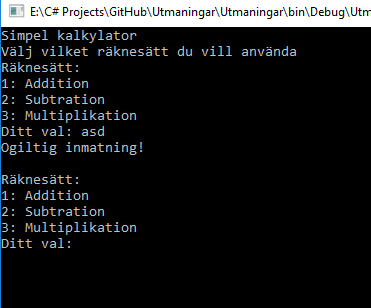 E:\C# Projects\GitHub\Utmaningar\Utmaningar\bin\Debug\Utm
Simpel kalkylator
Välj vilket räknesätt du vill använda
Räknesätt:
1: Addition
2: Subtration
3: Multiplikation
Ditt val: asd
Ogiltig inmatning!
Räknesätt:
1: Addition
2: Subtration
3: Multiplikation
Ditt val: